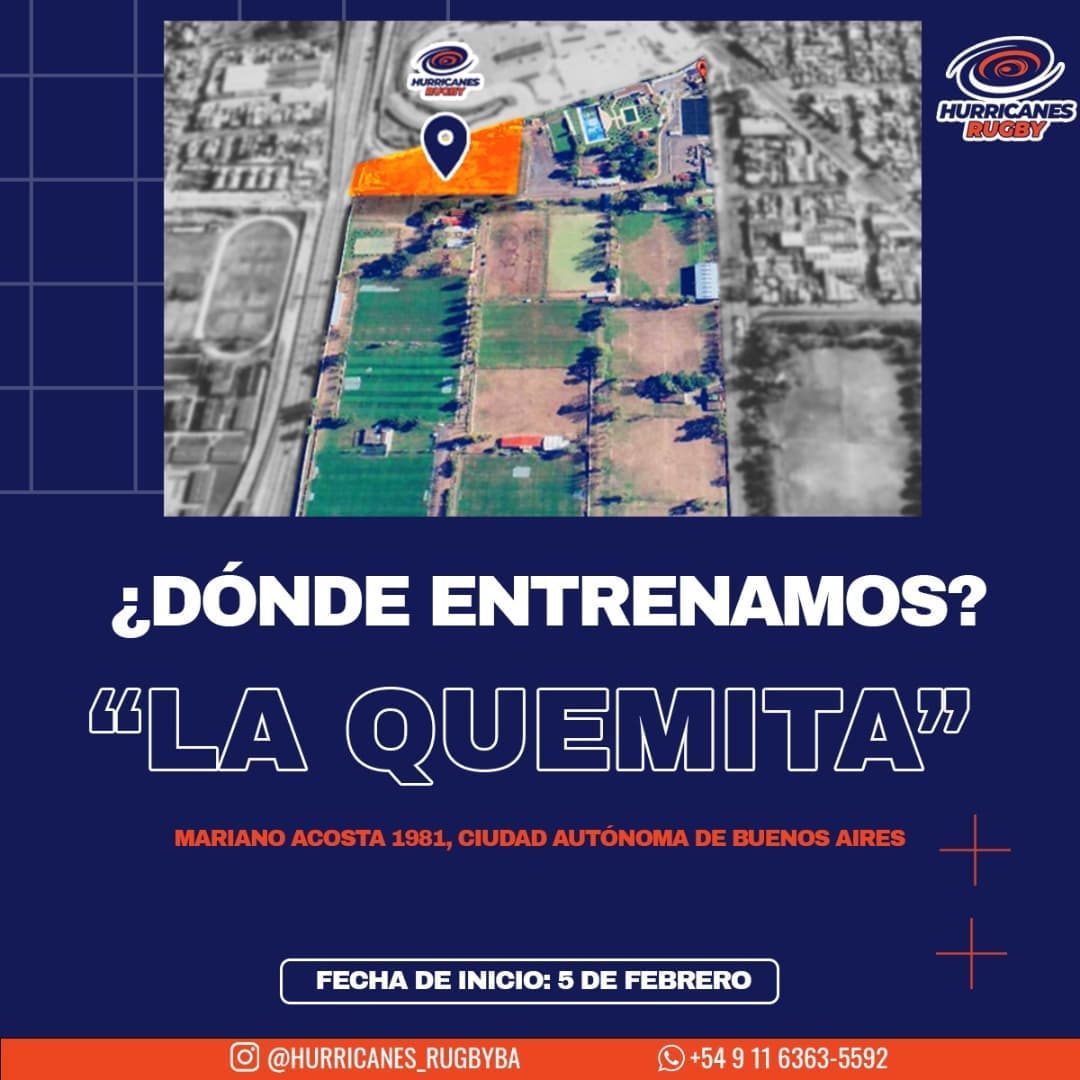 HURRICANES
RUGBY
HURRICANES
RUGBY
¿DÓNDE ENTRENAMOS?
“LA QUEMITA”
MARIANO ACOSTA 1981, CIUDAD AUTÓNOMA DE BUENOS AIRES
FECHA DE INICIO: 5 DE FEBRERO
@HURRICANES_RUGBYBA
+54 9 11 6363-5592